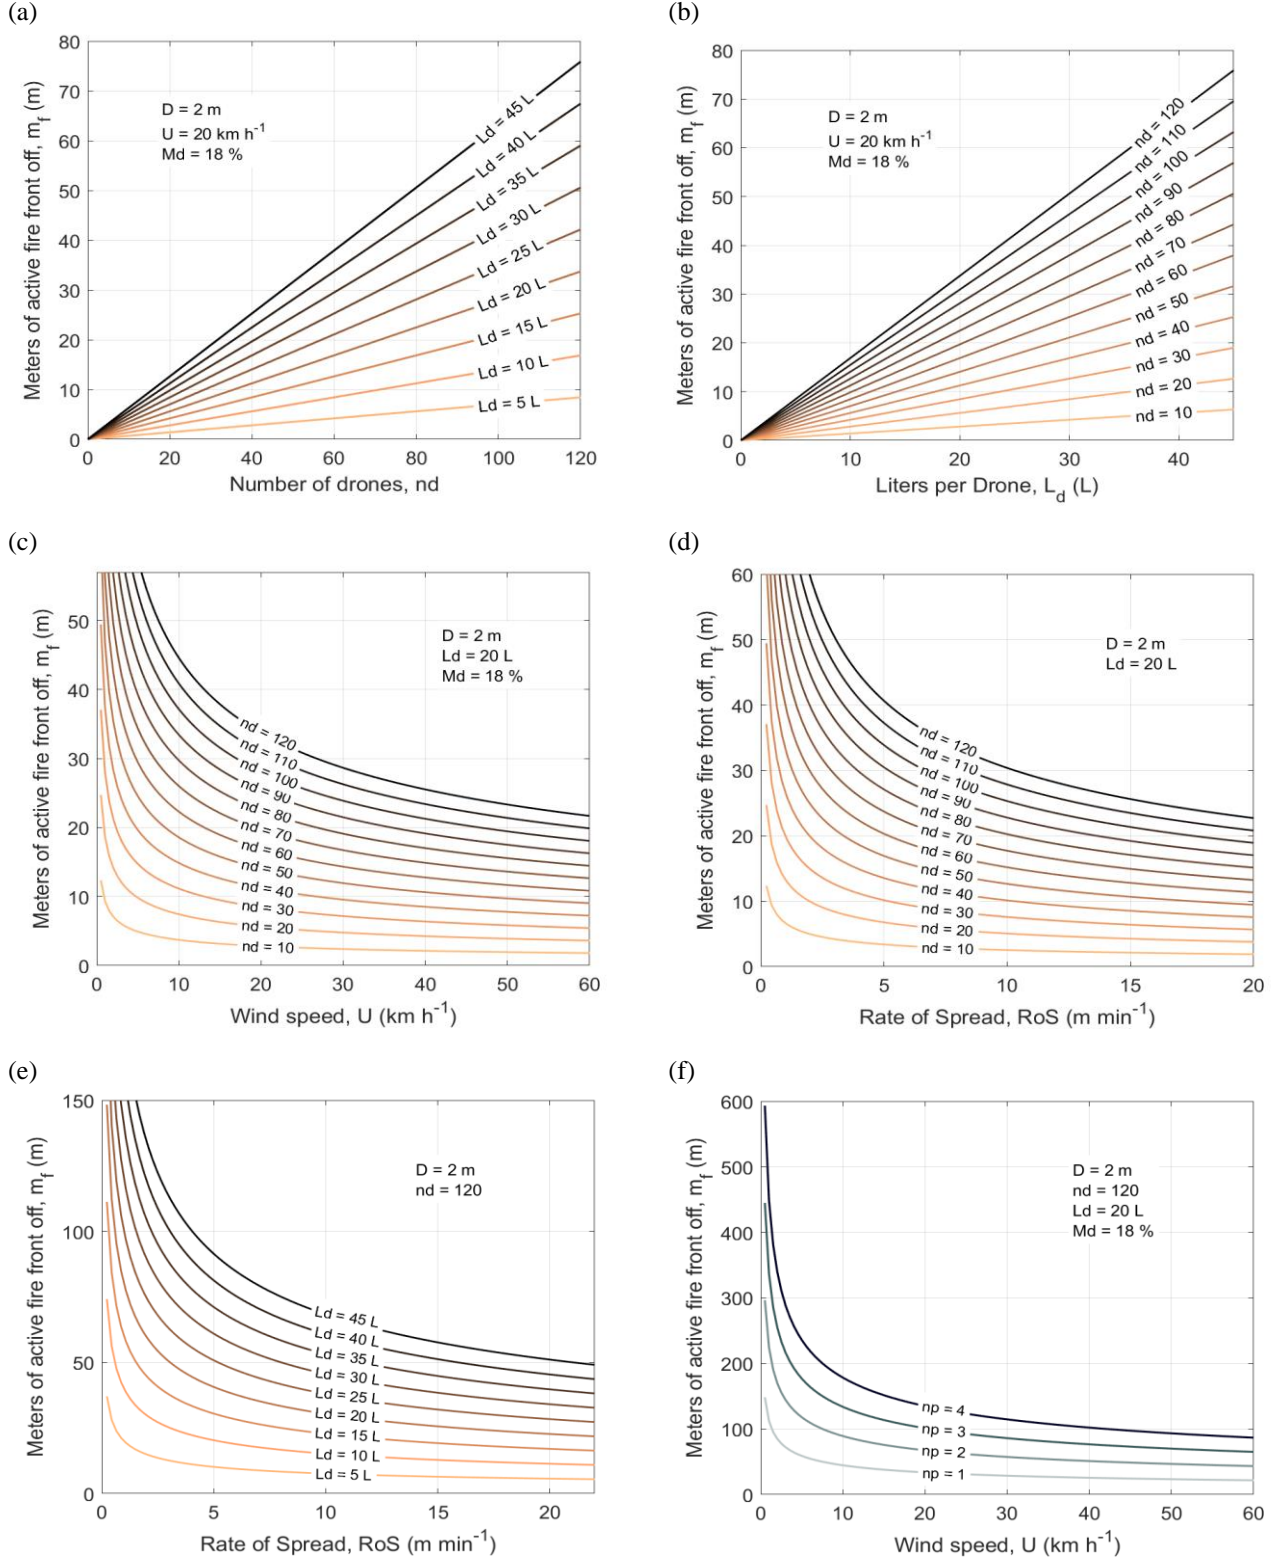 (a)
80
70
60
50
40
30
20
10
0
Meters of active fire front off, m_f (m)
D = 2 m
U = 20 km h^-1
Md = 18 %
Ld = 45 L
Ld = 40 L
Ld = 35 L
Ld = 30 L
Ld = 25 L
Ld = 20 L
Ld = 15 L
Ld = 10 L
Ld = 5 L
0 20 40 60 80 100 120
Number of drones, nd
(b)
80
70
60
50
40
30
20
10
0
Meters of active fire front off, m_f (m)
D = 2 m
U = 20 km h^-1
Md = 18 %
nd = 120
nd = 110
nd = 100
nd = 90
nd = 80
nd = 70
nd = 60
nd = 50
nd = 40
nd = 30
nd = 20
nd = 10
0 10 20 30 40
Liters per Drone, L_d (L)
(c)
50
40
30
20
10
0
Meters of active fire front off, m_f (m)
D = 2 m
Ld = 20 L
Md = 18 %
nd = 120
nd = 110
nd = 100
nd = 90
nd = 80
nd = 70
nd = 60
nd = 50
nd = 40
nd = 30
nd = 20
nd = 10
0 10 20 30 40 50 60
Wind speed, U (km h^-1)
(d)
60
50
40
30
20
10
0
Meters of active fire front off, m_f (m)
D = 2 m
Ld = 20 L
nd = 120
nd = 110
nd = 100
nd = 90
nd = 80
nd = 70
nd = 60
nd = 50
nd = 40
nd = 30
nd = 20
nd = 10
0 5 10 15 20
Rate of Spread, RoS (m min^-1)
(e)
150
100
50
0
Meters of active fire front off, m_f (m)
D = 2 m
nd = 120
Ld = 45 L
Ld = 40 L
Ld = 35 L
Ld = 30 L
Ld = 25 L
Ld = 20 L
Ld = 15 L
Ld = 10 L
Ld = 5 L
0 5 10 15 20
Rate of Spread, RoS (m min^-1)
(f)
600
500
400
300
200
100
0
Meters of active fire front off, m_f (m)
D = 2 m
nd = 120
Ld = 20 L
Md = 18 %
np = 4
np = 3
np = 2
np = 1
0 10 20 30 40 50 60
Wind speed, U (km h^-1)